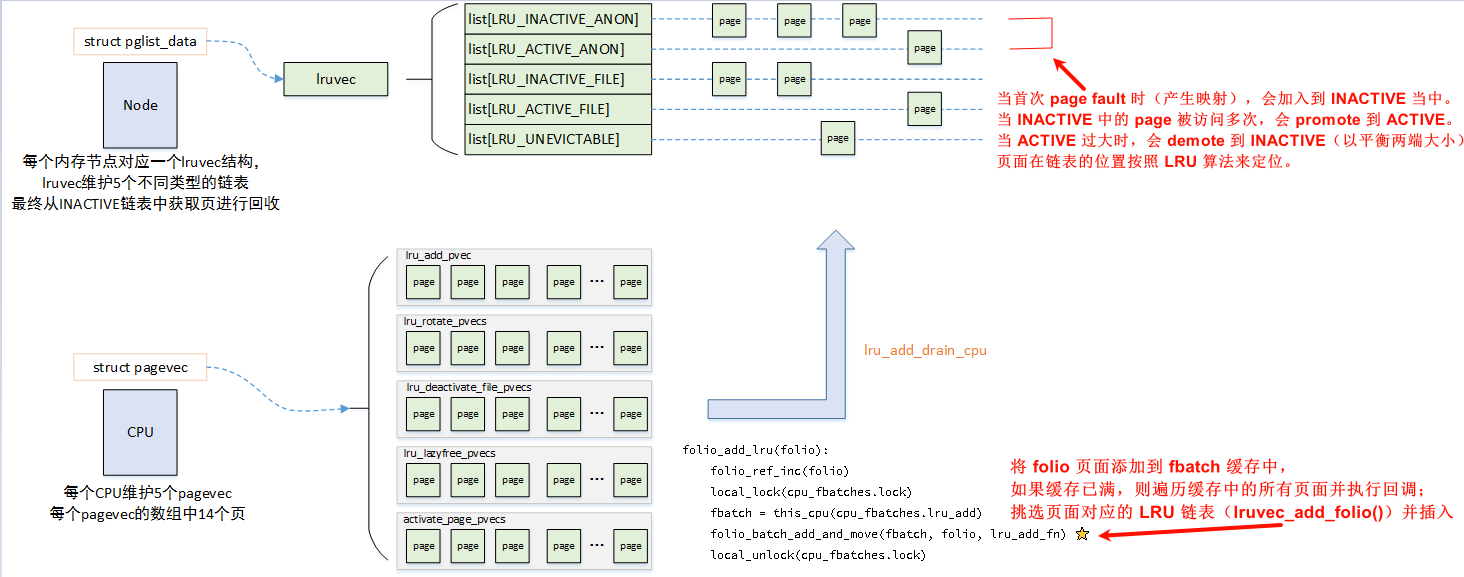 struct pglist_data
Node
每个内存节点对应一个lruvec结构，
lruvec维护5个不同类型的链表
最终从INACTIVE链表中获取页进行回收
lruvec
list[LRU_INACTIVE_ANON]
list[LRU_ACTIVE_ANON]
list[LRU_INACTIVE_FILE]
list[LRU_ACTIVE_FILE]
list[LRU_UNEVICTABLE]
page page page
page
page page
page
page
当首次 page fault 时（产生映射），会加入到 INACTIVE 当中。
当 INACTIVE 中的 page 被访问多次，会 promote 到 ACTIVE。
当 ACTIVE 过大时，会 demote 到 INACTIVE（以平衡两端大小）
页面在链表的位置按照 LRU 算法来定位。
struct pagevec
CPU
每个CPU维护5个pagevec
每个pagevec的数组中14个页
lru_add_pvec
page page page page ... page
lru_rotate_pvecs
page page page page ... page
lru_deactivate_file_pvecs
page page page page ... page
lru_lazyfree_pvecs
page page page page ... page
activate_page_pvecs
page page page page ... page
lru_add_drain_cpu
folio_add_lru(folio):
folio_ref_inc(folio)
local_lock(cpu_fbatches.lock)
fbatch = this_cpu(cpu_fbatches.lru_add)
folio_batch_add_and_move(fbatch, folio, lru_add_fn)
local_unlock(cpu_fbatches.lock)
将 folio 页面添加到 fbatch 缓存中，
如果缓存已满，则遍历缓存中的所有页面并执行回调；
挑选页面对应的 LRU 链表（lruvec_add_folio()）并插入